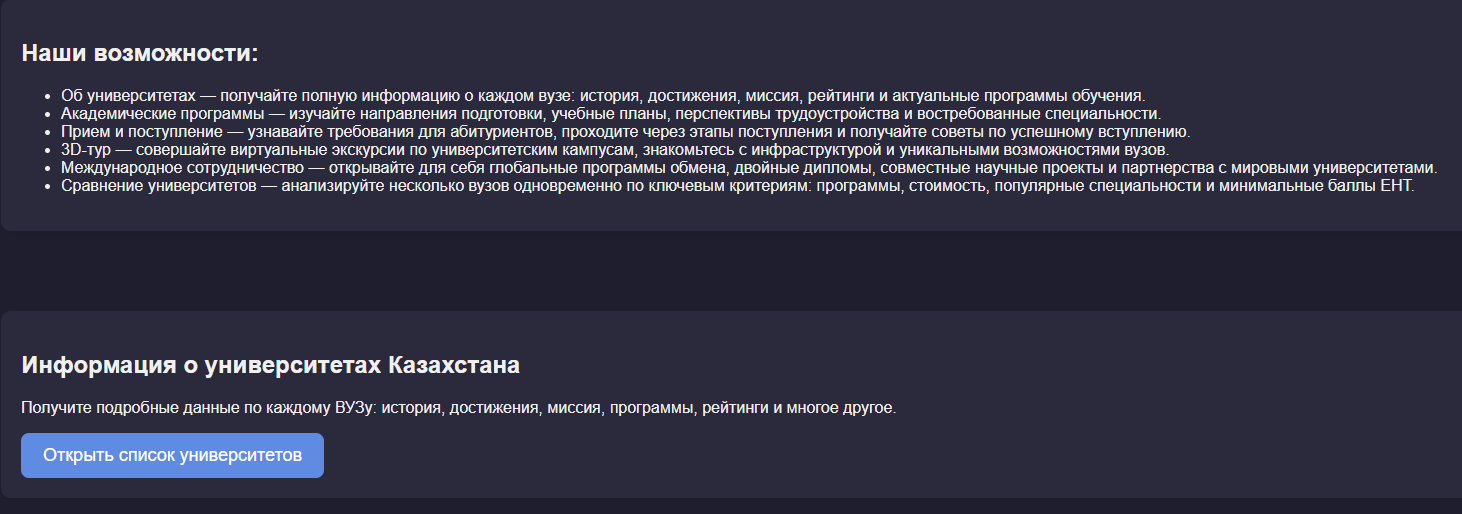 Наши возможности:
• Об университетах — получайте полную информацию о каждом вузе: история, достижения, миссия, рейтинги и актуальные программы обучения.
• Академические программы — изучайте направления подготовки, учебные планы, перспективы трудоустройства и востребованные специальности.
• Прием и поступление — узнавайте требования для абитуриентов, проходите через этапы поступления и получайте советы по успешному вступлению.
• 3D-тур — совершайте виртуальные экскурсии по университетским кампусам, знакомьтесь с инфраструктурой и уникальными возможностями вузов.
• Международное сотрудничество — открывайте для себя глобальные программы обмена, двойные дипломы, совместные научные проекты и партнерства с мировыми университетами.
• Сравнение университетов — анализируйте несколько вузов одновременно по ключевым критериям: программы, стоимость, популярные специальности и минимальные баллы ЕНТ.
Информация о университетах Казахстана
Получите подробные данные по каждому ВУЗу: история, достижения, миссия, программы, рейтинги и многое другое.
Открыть список университетов